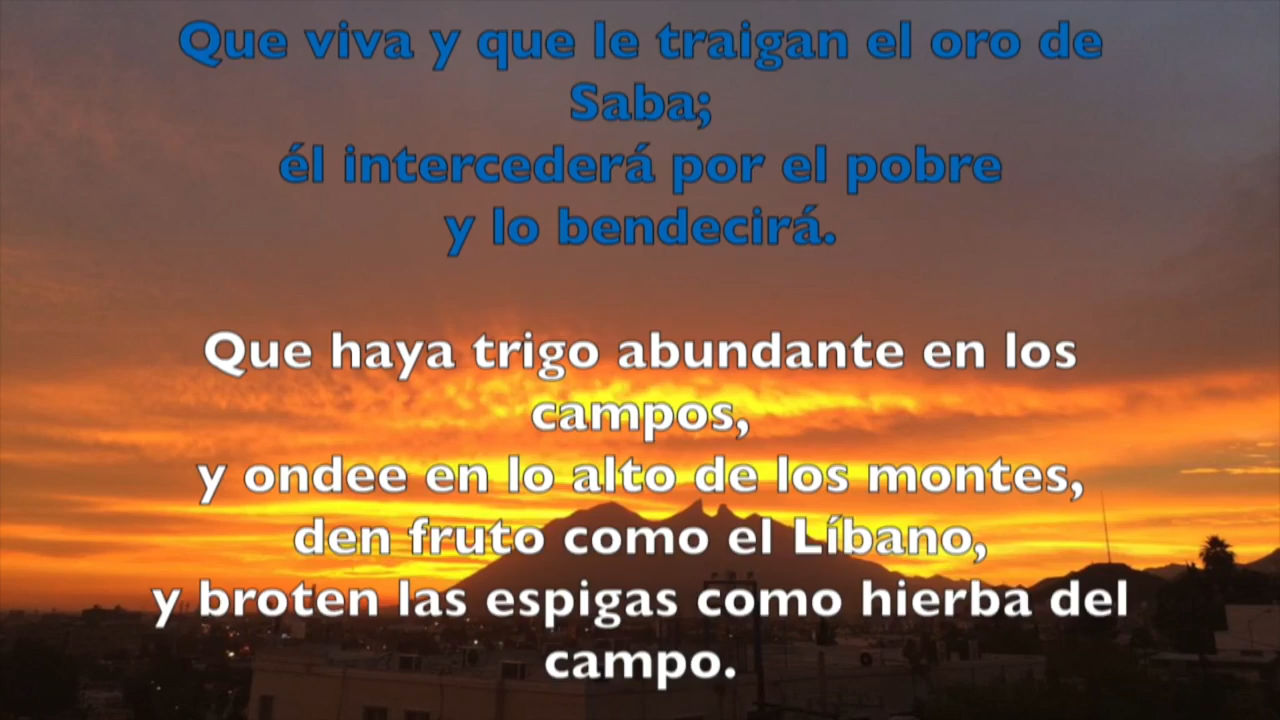 Que viva y que le traigan el oro de
Saba;
él intercederá por el pobre
y lo bendecirá.
Que haya trigo abundante en los
campos,
y ondee en lo alto de los montes,
den fruto como el Líbano,
y broten las espigas como hierba del
campo.